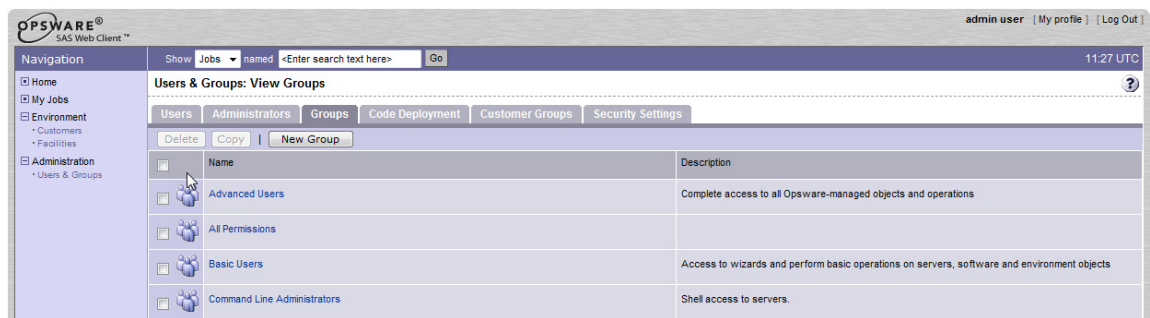 OPSWARE®
SAS Web Client™
admin user [ My profile ] [ Log Out ]
Navigation
Show Jobs named <Enter search text here> Go
11:27 UTC
Home
My Jobs
Environment
Customers
Facilities
Administration
Users & Groups
Users & Groups: View Groups
?
Users Administrators Groups Code Deployment Customer Groups Security Settings
Delete Copy | New Group
Name Description
Advanced Users Complete access to all Opsware-managed objects and operations
All Permissions
Basic Users Access to wizards and perform basic operations on servers, software and environment objects
Command Line Administrators Shell access to servers.